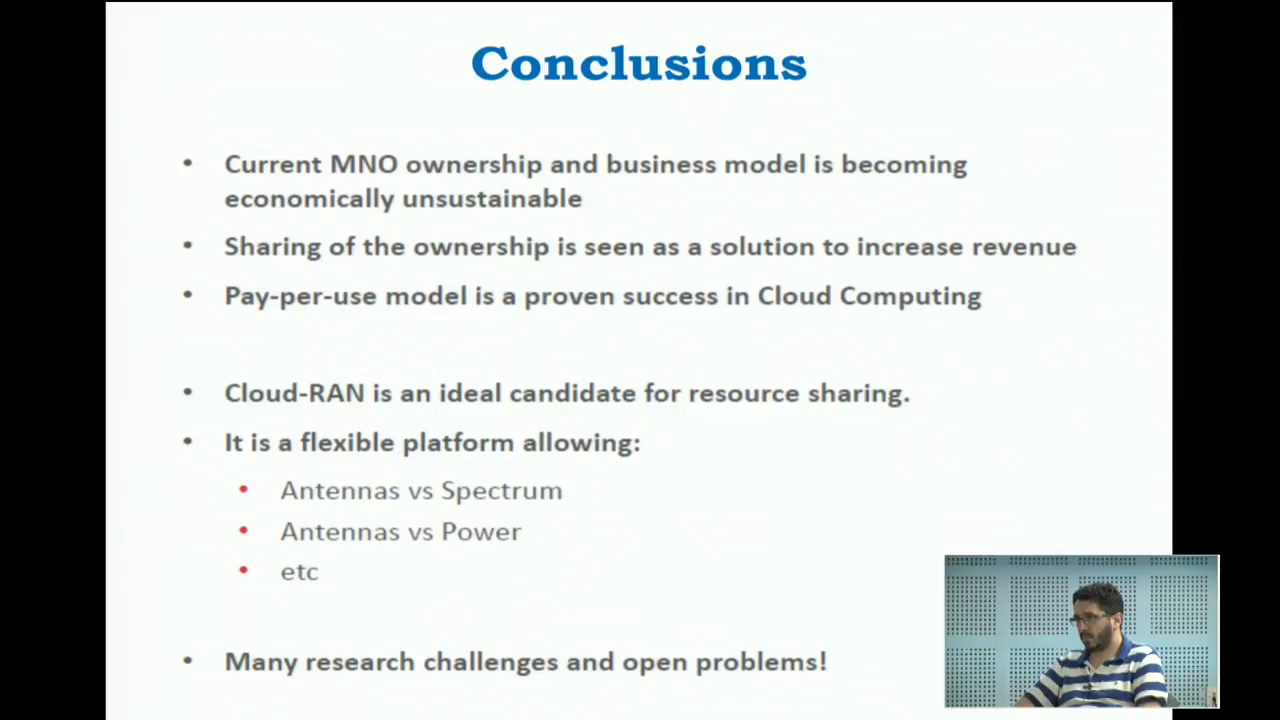 Conclusions
• Current MNO ownership and business model is becoming
economically unsustainable
• Sharing of the ownership is seen as a solution to increase revenue
• Pay-per-use model is a proven success in Cloud Computing
• Cloud-RAN is an ideal candidate for resource sharing.
• It is a flexible platform allowing:
• Antennas vs Spectrum
• Antennas vs Power
• etc
• Many research challenges and open problems!